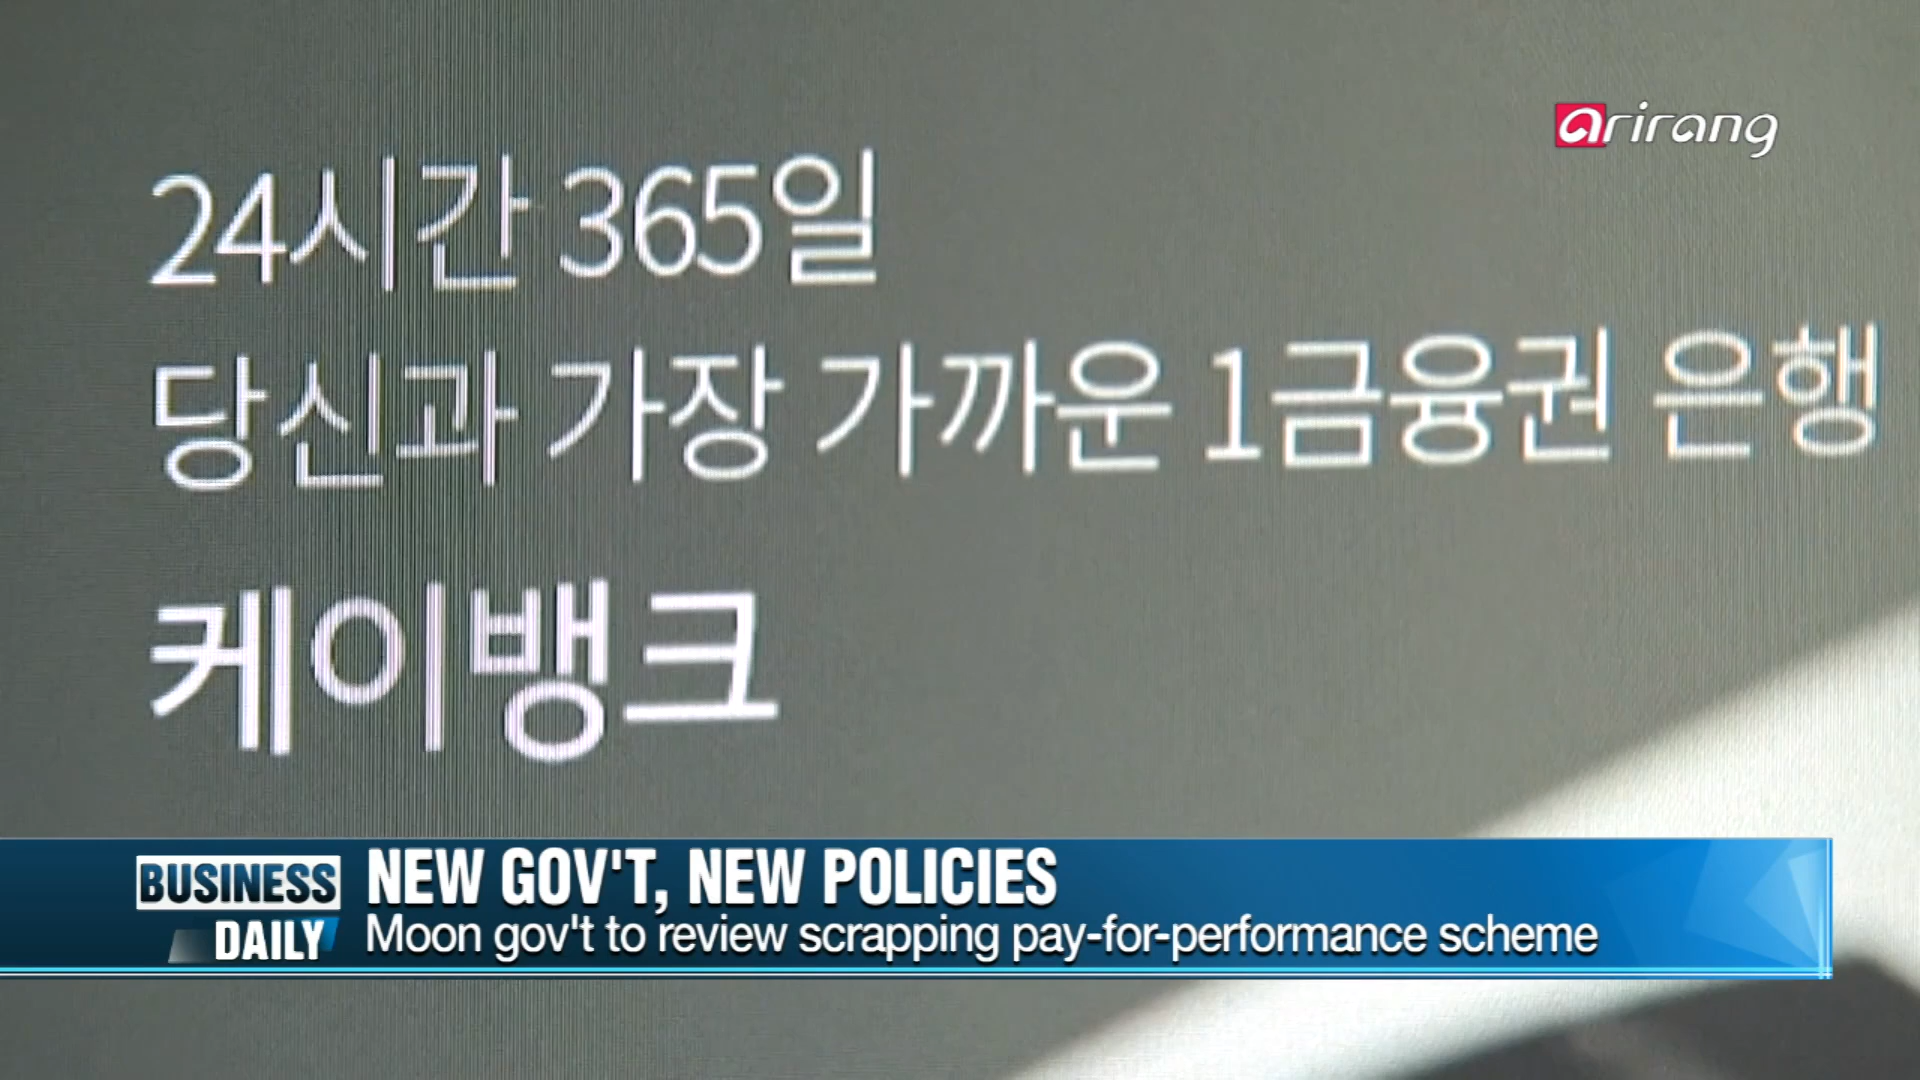 arirang
24시간 365일
당신과 가장 가까운 1금융권 은행
케이뱅크
BUSINESS DAILY
NEW GOV'T, NEW POLICIES
Moon gov't to review scrapping pay-for-performance scheme